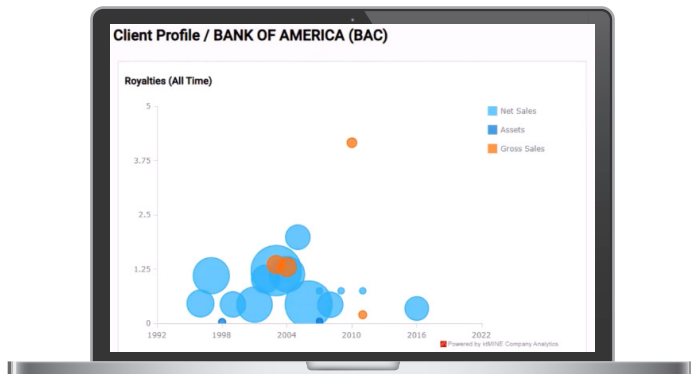 Client Profile / BANK OF AMERICA (BAC)
Royalties (All Time)
5
3.75
2.5
1.25
0
1992 1998 2004 2010 2016 2022
Net Sales
Assets
Gross Sales
Powered by ktMINE Company Analytics